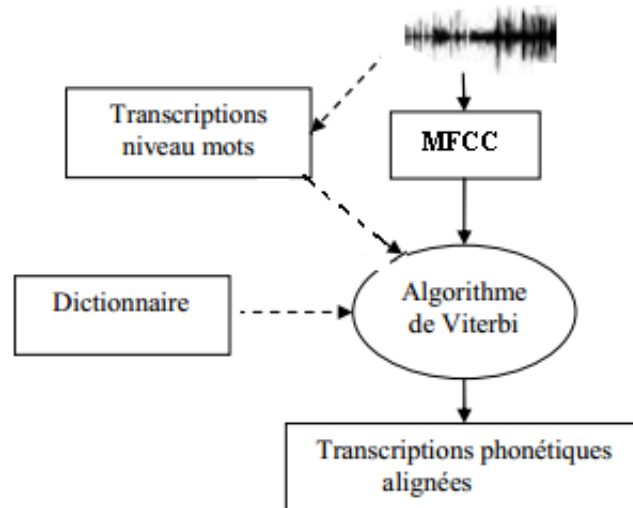 Transcriptions
niveau mots
MFCC
Dictionnaire
Algorithme
de Viterbi
Transcriptions phonétiques
alignées